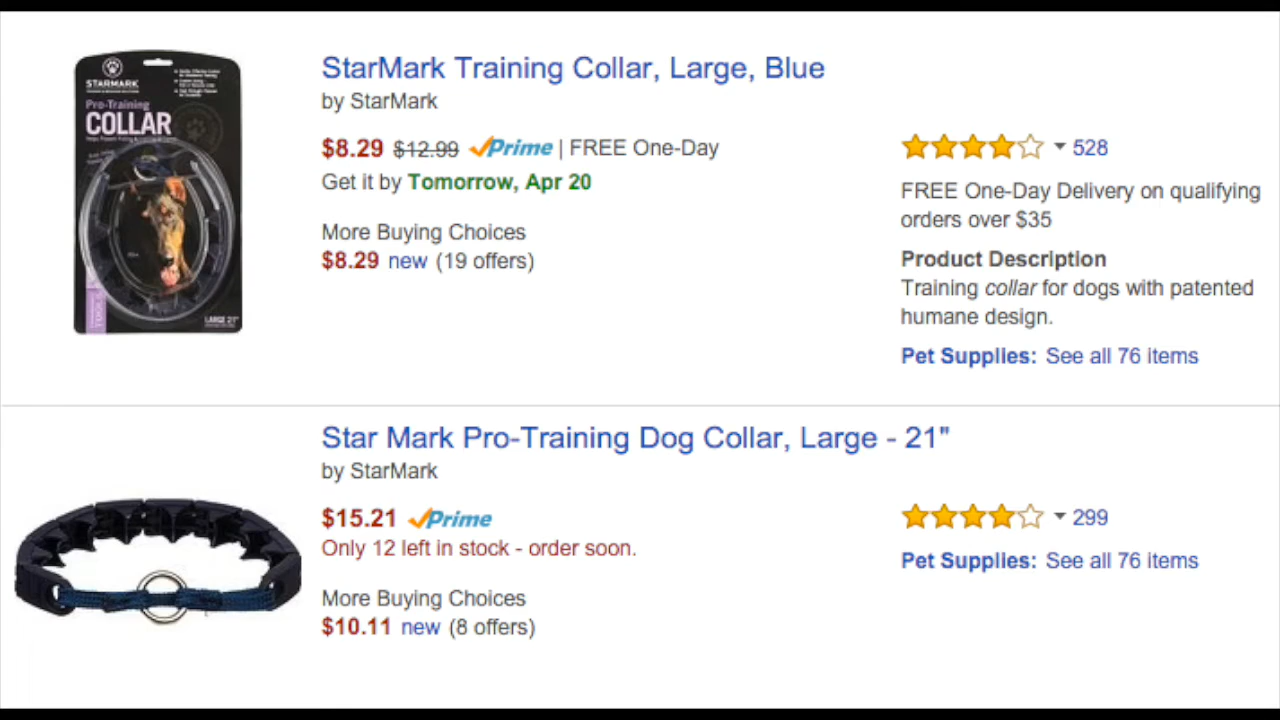 STARMARK
Pro-Training
COLLAR
LARGE 21"
StarMark Training Collar, Large, Blue
by StarMark
$8.29 $12.99 Prime | FREE One-Day
Get it by Tomorrow, Apr 20
More Buying Choices
$8.29 new (19 offers)
528
FREE One-Day Delivery on qualifying
orders over $35
Product Description
Training collar for dogs with patented
humane design.
Pet Supplies: See all 76 items
Star Mark Pro-Training Dog Collar, Large - 21"
by StarMark
$15.21 Prime
Only 12 left in stock - order soon.
More Buying Choices
$10.11 new (8 offers)
299
Pet Supplies: See all 76 items